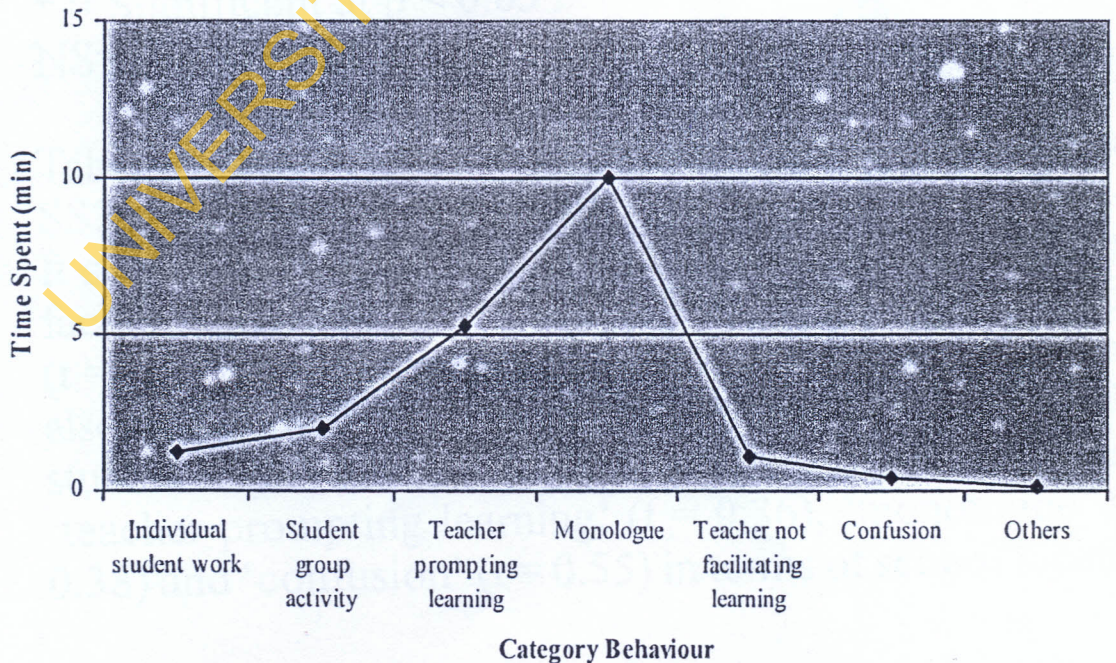 UNIVERSIT
15
10
5
0
Time Spent (min)
Individual student work
Student group activity
Teacher prompting learning
Monologue
Teacher not facilitating learning
Confusion
Others
Category Behaviour